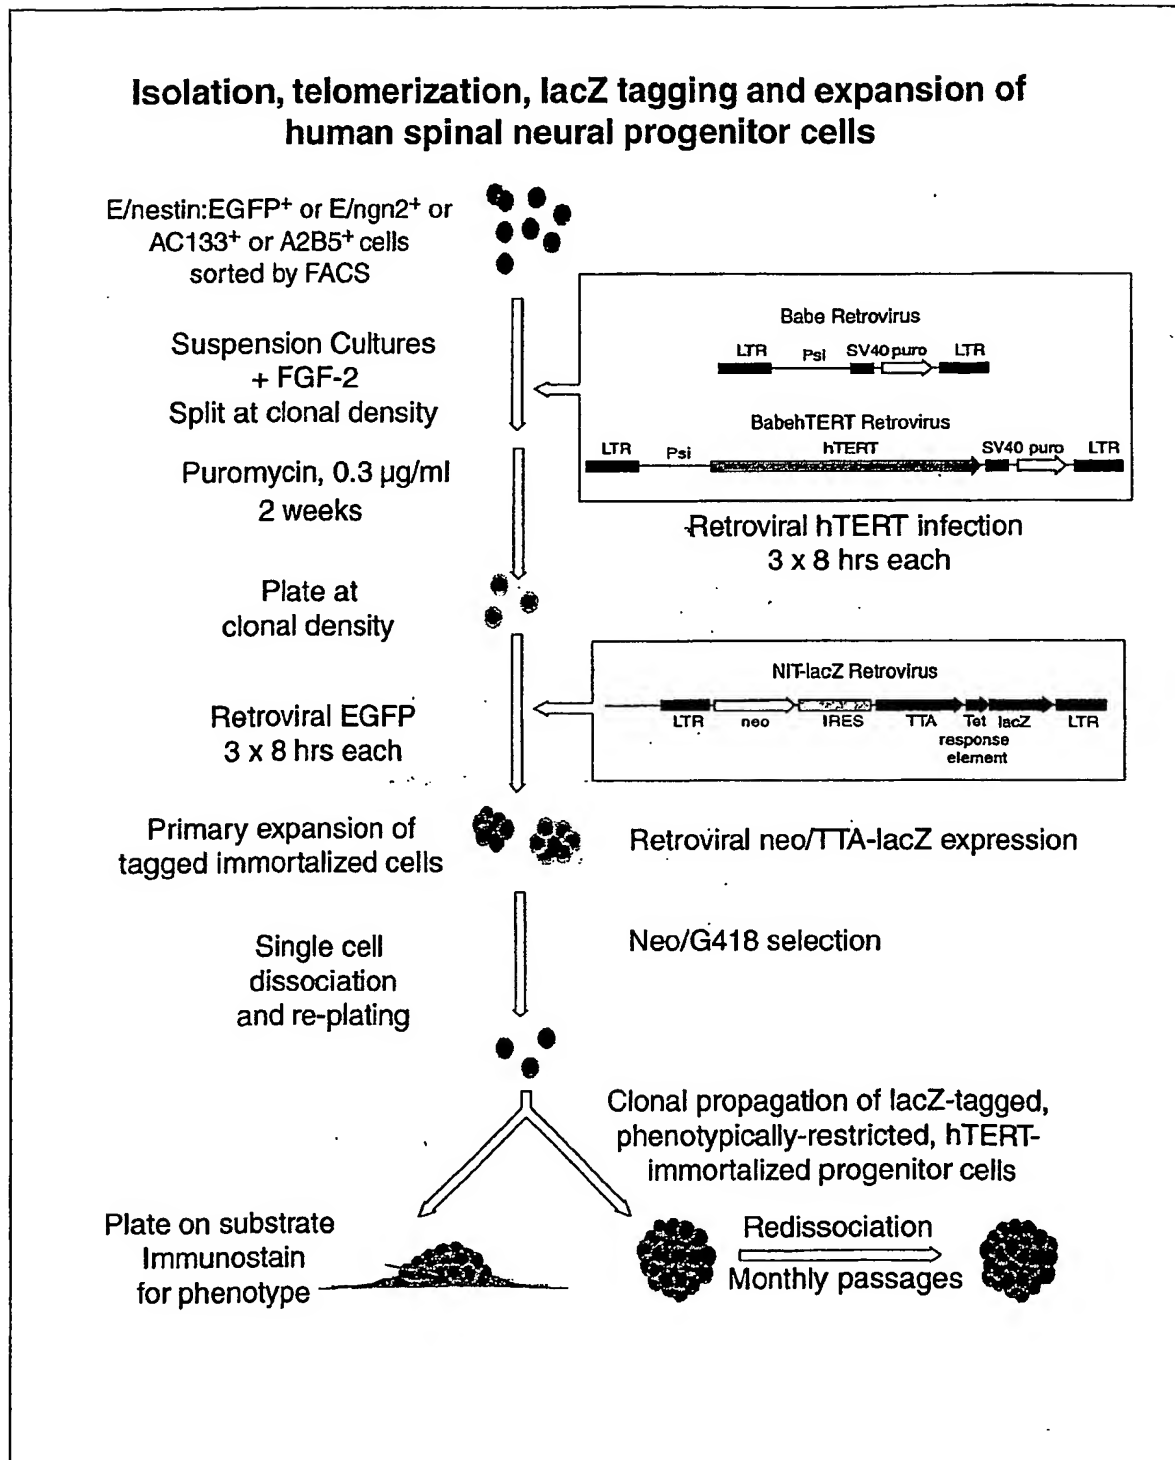 Isolation, telomerization, lacZ tagging and expansion of
human spinal neural progenitor cells
E/nestin:EGFP+ or E/ngn2+ or
AC133+ or A2B5+ cells
sorted by FACS
Suspension Cultures
+ FGF-2
Split at clonal density
Babe Retrovirus
LTR Psi SV40 puro LTR
BabehTERT Retrovirus
LTR Psi hTERT SV40 puro LTR
Puromycin, 0.3 µg/ml
2 weeks
Retroviral hTERT infection
3 x 8 hrs each
Plate at
clonal density
NIT-lacZ Retrovirus
LTR neo IRES TTA Tet lacZ LTR
response
element
Retroviral EGFP
3 x 8 hrs each
Primary expansion of
tagged immortalized cells
Retroviral neo/TTA-lacZ expression
Neo/G418 selection
Single cell
dissociation
and re-plating
Clonal propagation of lacZ-tagged,
phenotypically-restricted, hTERT-
immortalized progenitor cells
Plate on substrate
Immunostain
for phenotype
Redissociation
Monthly passages